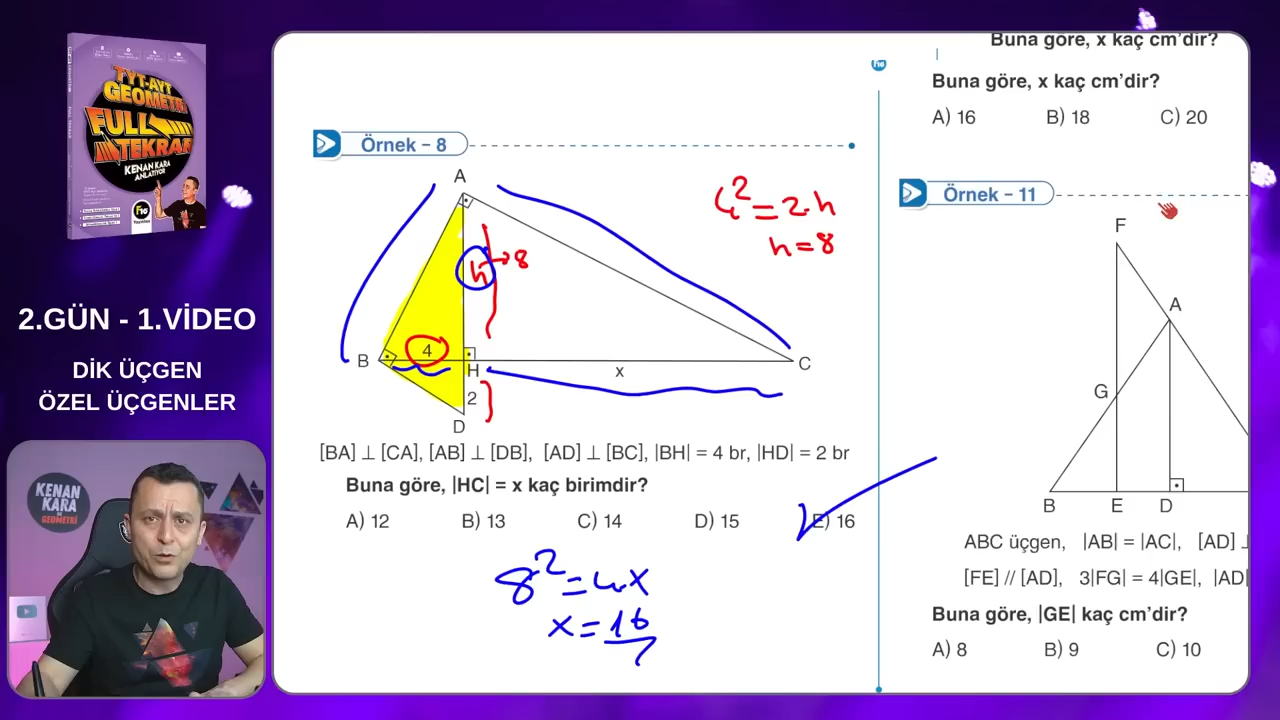 TYT-AYT
GEOMETRİ
FULL
TEKRAR
KENAN KARA
ANLATIYOR
F10
2.GÜN - 1.VİDEO
DİK ÜÇGEN
ÖZEL ÜÇGENLER
KENAN
KARA
GEOMETRİ
Örnek – 8
A
B
4
H
x
C
2
D
h→8
4² = 2.h
h = 8
[BA] ⊥ [CA], [AB] ⊥ [DB], [AD] ⊥ [BC], |BH| = 4 br, |HD| = 2 br
Buna göre, |HC| = x kaç birimdir?
A) 12 B) 13 C) 14 D) 15 E) 16
8² = 4x
x = 16
Buna göre, x kaç cm'dir?
Buna göre, x kaç cm'dir?
A) 16 B) 18 C) 20
Örnek – 11
F
A
G
B E D
ABC üçgen, |AB| = |AC|, [AD] ⊥
[FE] // [AD], 3|FG| = 4|GE|, |AD|
Buna göre, |GE| kaç cm'dir?
A) 8 B) 9 C) 10